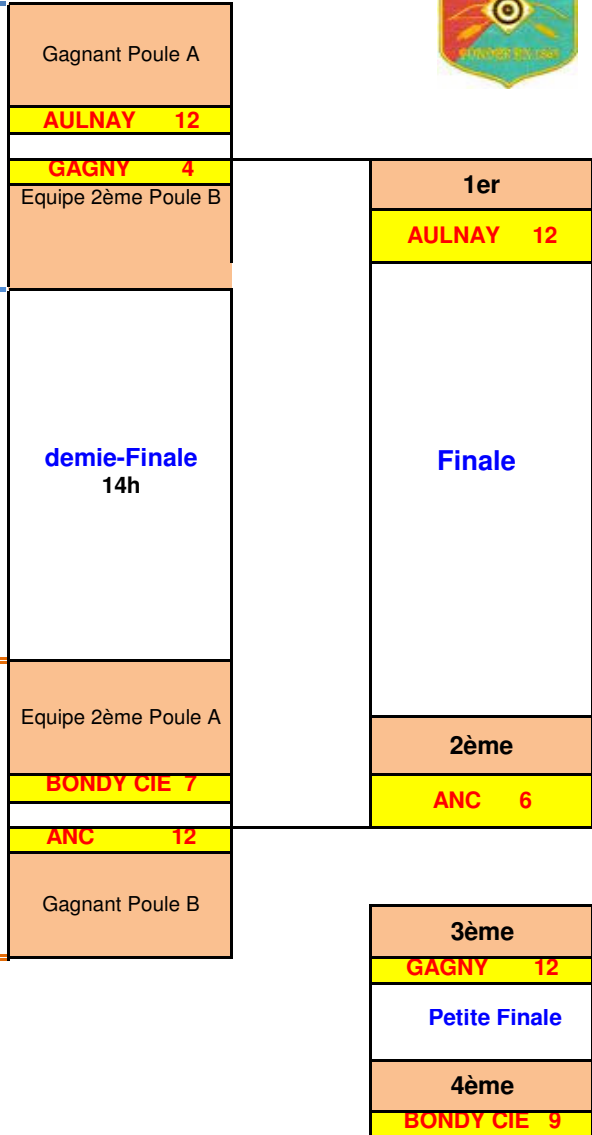 Gagnant Poule A
AULNAY 12
GAGNY 4
Equipe 2ème Poule B
demie-Finale
14h
Equipe 2ème Poule A
BONDY CIE 7
ANC 12
Gagnant Poule B
1er
AULNAY 12
Finale
2ème
ANC 6
3ème
GAGNY 12
Petite Finale
4ème
BONDY CIE 9